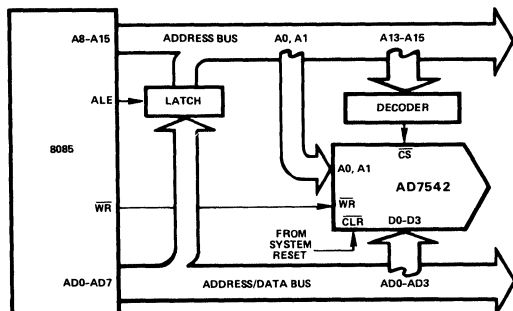 A8-A15
ADDRESS BUS
A0, A1
A13-A15
ALE
LATCH
DECODER
8085
CS
A0, A1
AD7542
WR
WR
CLR
D0-D3
FROM
SYSTEM
RESET
AD0-AD7
ADDRESS/DATA BUS
AD0-AD3